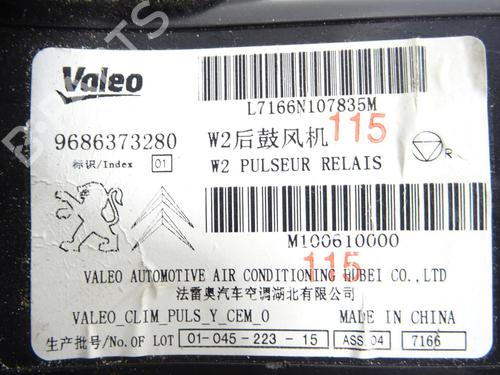 Valeo
L7166N107835M
9686373280
W2后鼓风机 115
标识/Index 01
W2 PULSEUR RELAIS
R
M100610000
115
VALEO AUTOMOTIVE AIR CONDITIONING HUBEI CO.,LTD
法雷奥汽车空调湖北有限公司
VALEO_CLIM_PULS_Y_CEM_0 MADE IN CHINA
生产批号/No.OF LOT 01-045-223-15 ASS 04 7166